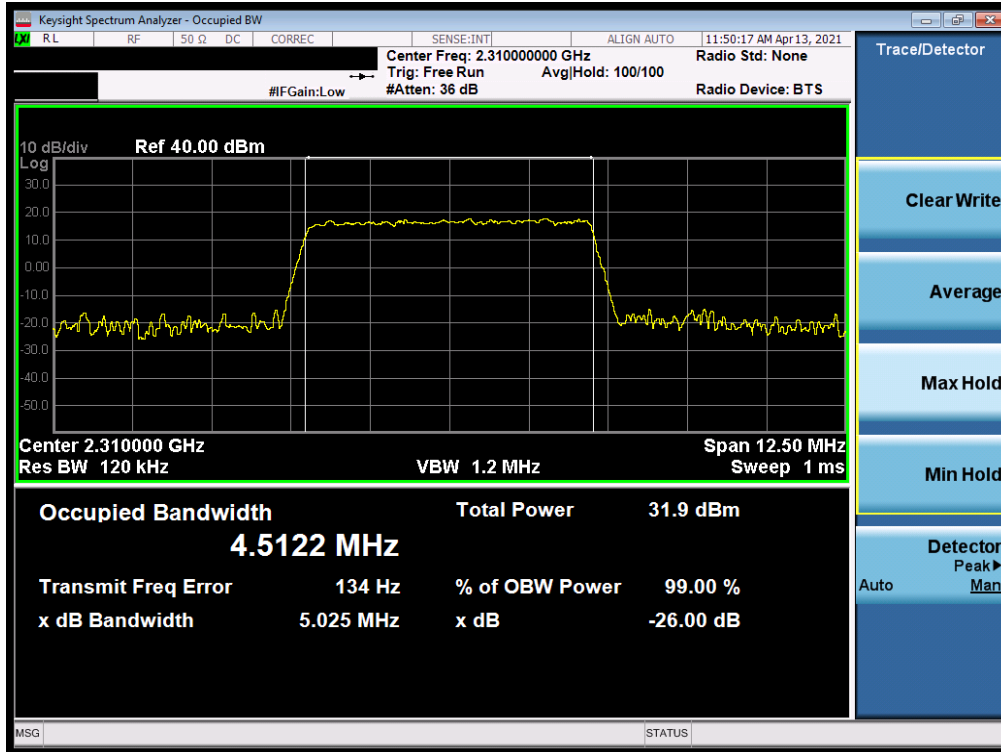 Keysight Spectrum Analyzer - Occupied BW
LXI RL RF 50 Ω DC CORREC SENSE:INT ALIGN AUTO 11:50:17 AM Apr 13, 2021
Center Freq: 2.310000000 GHz Radio Std: None
Trig: Free Run Avg|Hold: 100/100
#IFGain:Low #Atten: 36 dB Radio Device: BTS
10 dB/div Ref 40.00 dBm
Log
30.0
20.0
10.0
0.00
-10.0
-20.0
-30.0
-40.0
-50.0
Center 2.310000 GHz Span 12.50 MHz
Res BW 120 kHz VBW 1.2 MHz Sweep 1 ms
Occupied Bandwidth Total Power 31.9 dBm
4.5122 MHz
Transmit Freq Error 134 Hz % of OBW Power 99.00 %
x dB Bandwidth 5.025 MHz x dB -26.00 dB
MSG STATUS
Trace/Detector
Clear Write
Average
Max Hold
Min Hold
Detector
Peak▶
Auto Man